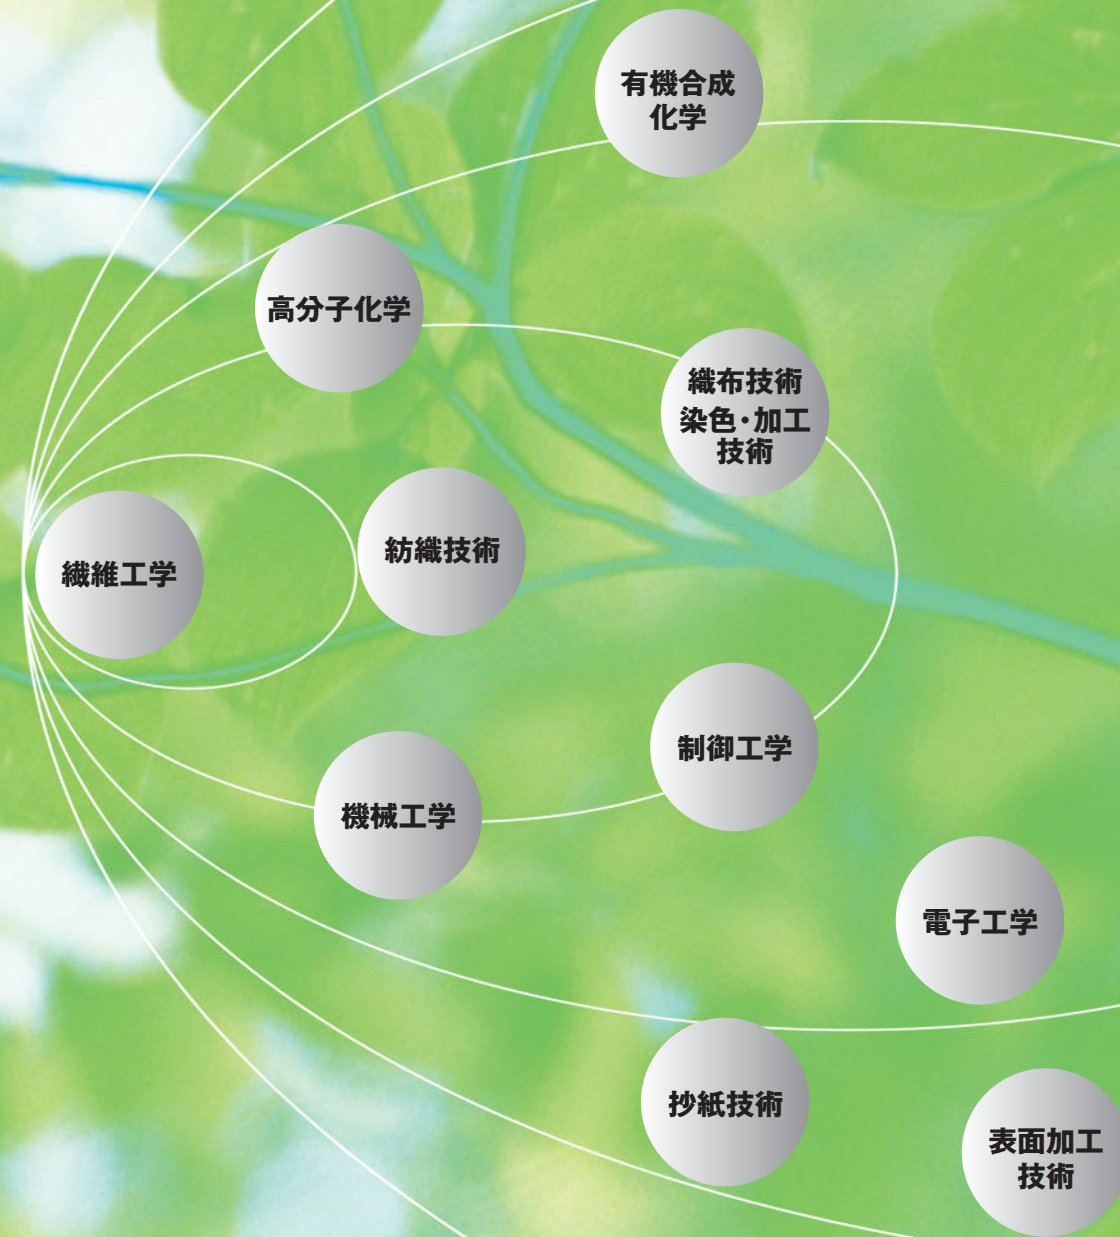 有機合成
化学
高分子化学
織布技術
染色・加工
技術
紡織技術
繊維工学
制御工学
機械工学
電子工学
抄紙技術
表面加工
技術